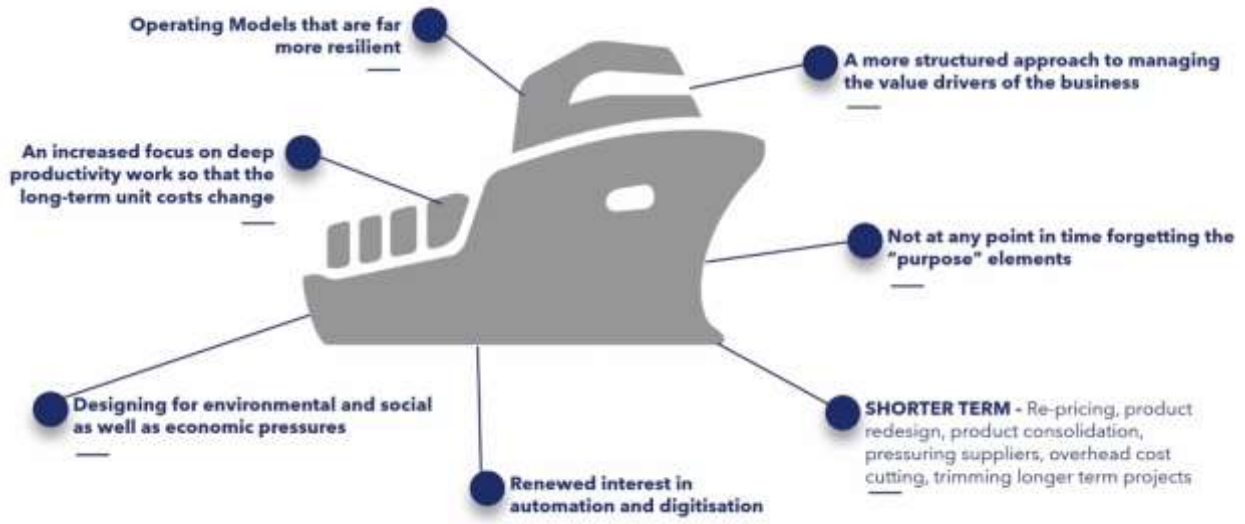 Operating Models that are far
more resilient
A more structured approach to managing
the value drivers of the business
An increased focus on deep
productivity work so that the
long-term unit costs change
Not at any point in time forgetting the
"purpose" elements
Designing for environmental and social
as well as economic pressures
SHORTER TERM - Re-pricing, product
redesign, product consolidation,
pressuring suppliers, overhead cost
cutting, trimming longer term projects
Renewed interest in
automation and digitisation